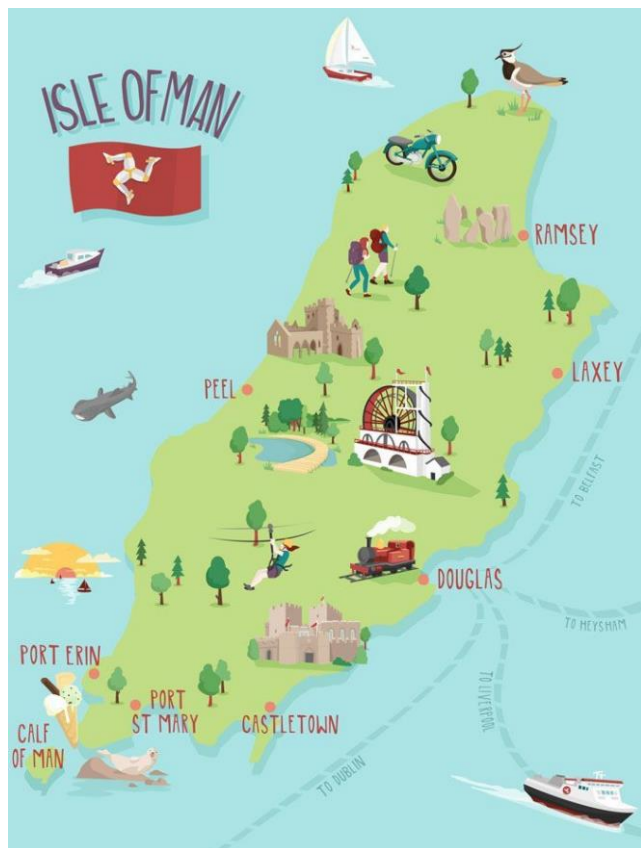 ISLE OF MAN
RAMSEY
LAXEY
PEEL
TO BELFAST
DOUGLAS
TO HEYSHAM
TO LIVERPOOL
PORT ERIN
PORT
ST MARY
CASTLETOWN
CALF
OF MAN
TO DUBLIN